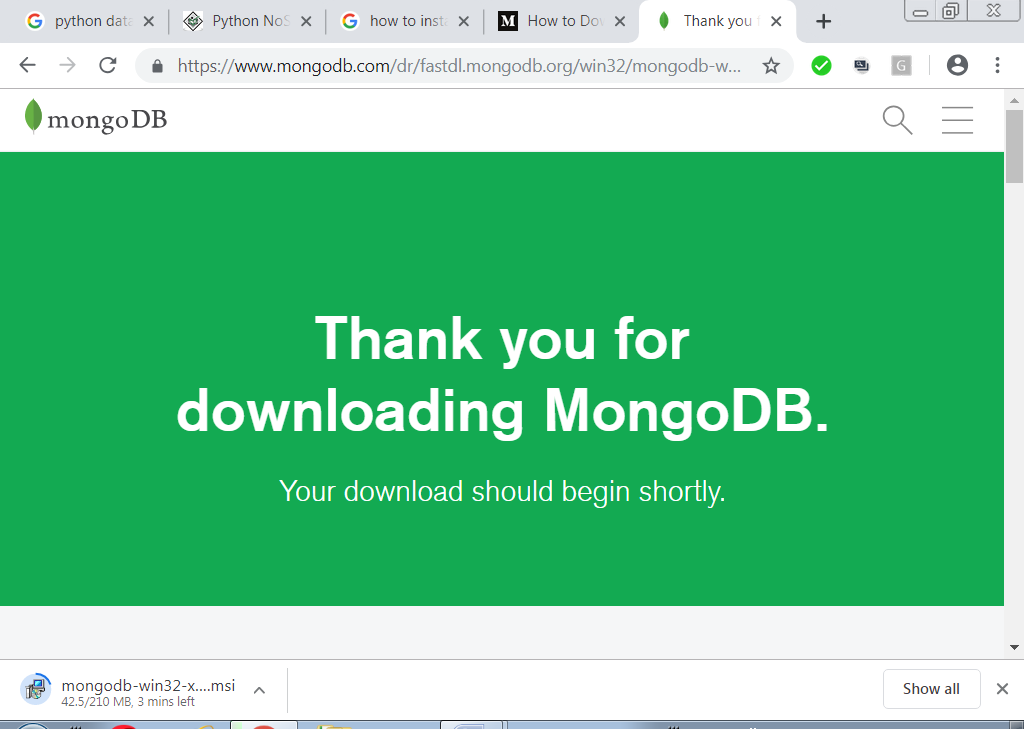 python data
Python NoS
how to insta
How to Dov
Thank you f
https://www.mongodb.com/dr/fastdl.mongodb.org/win32/mongodb-w...
G
mongoDB
Thank you for
downloading MongoDB.
Your download should begin shortly.
mongodb-win32-x....msi
42.5/210 MB, 3 mins left
Show all